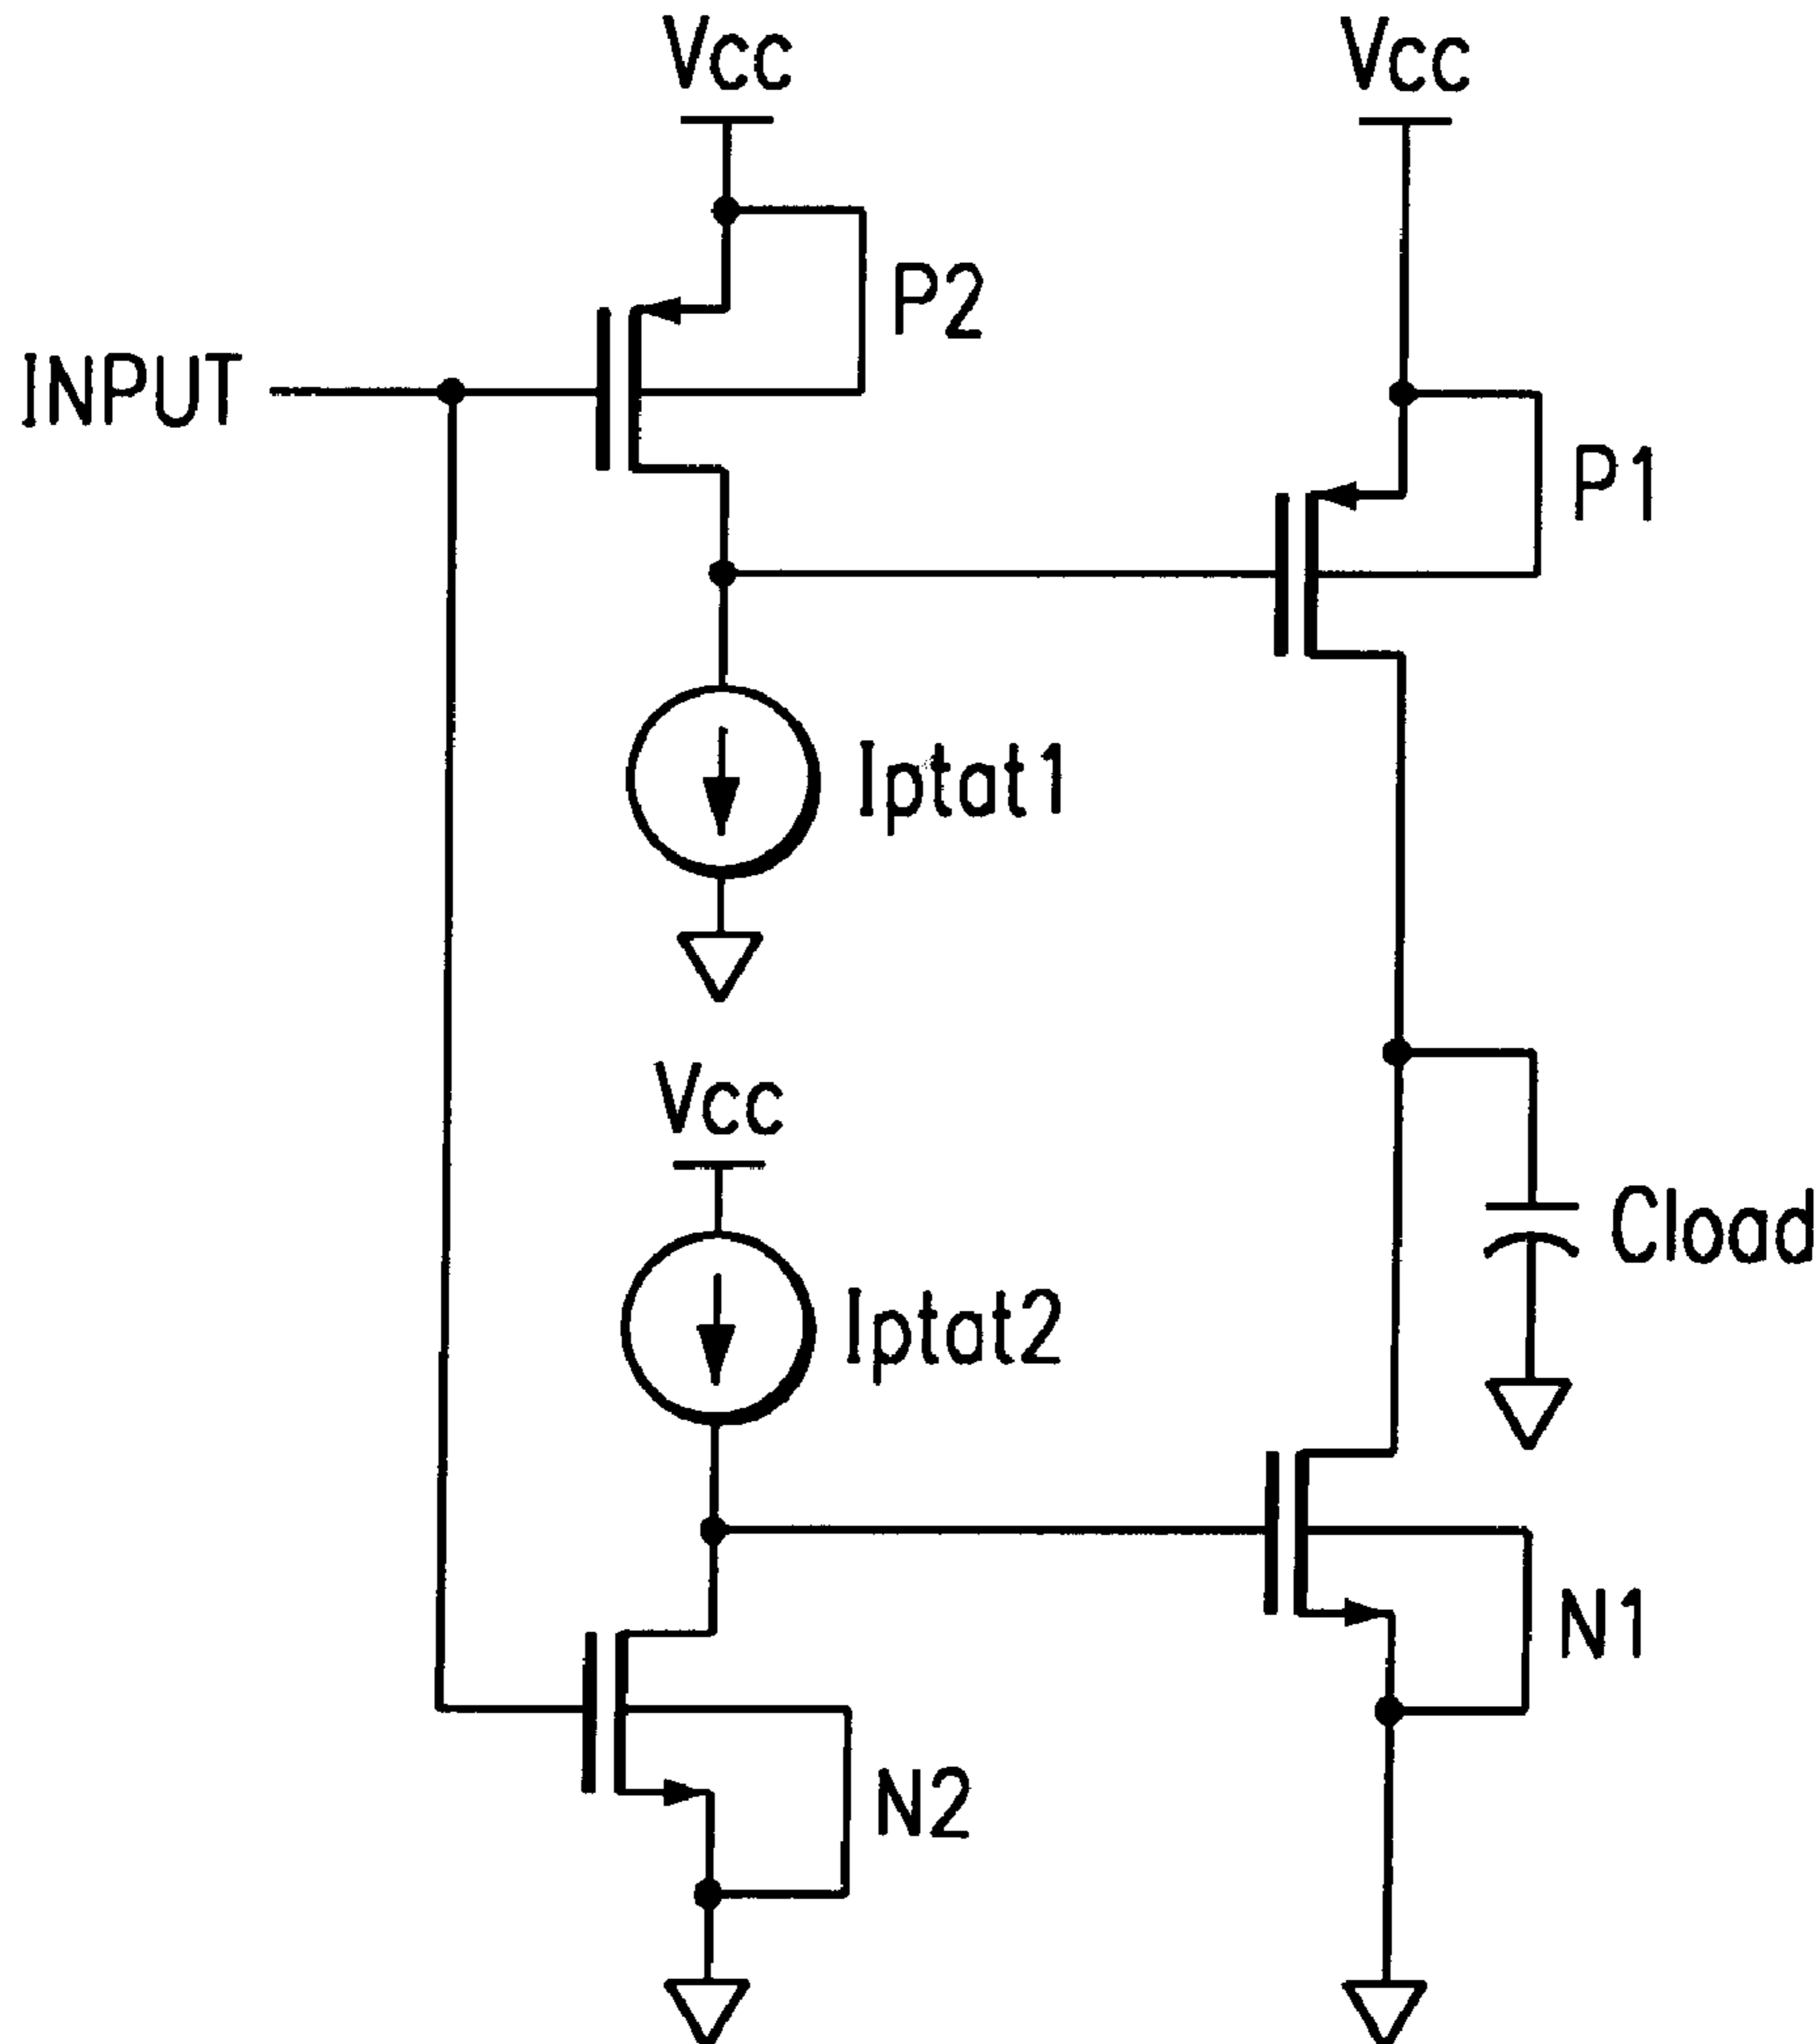 Vcc
Vcc
P2
INPUT
P1
Iptat1
Vcc
Cload
Iptat2
N1
N2